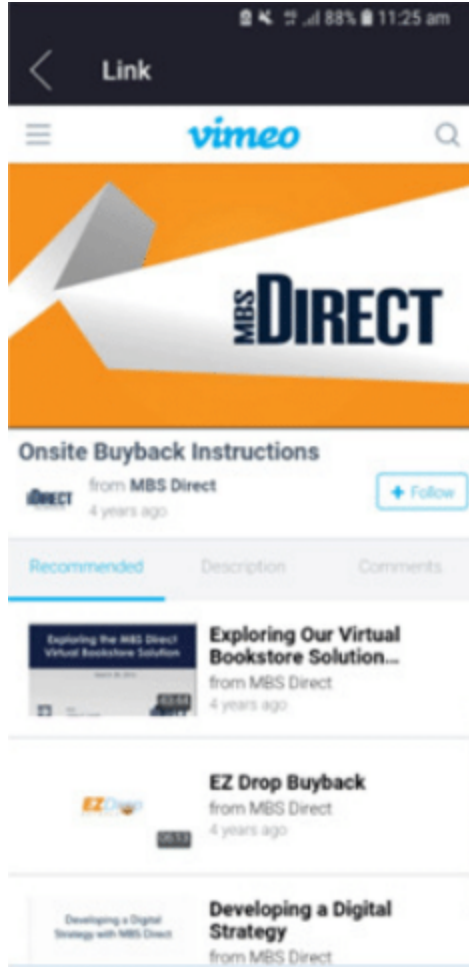 88% 11:25 am
Link
vimeo
MBS DIRECT
Onsite Buyback Instructions
DIRECT
from MBS Direct
4 years ago
+ Follow
Recommended Description Comments
Exploring the MBS Direct
Virtual Bookstore Solution
DIRECT
Exploring Our Virtual
Bookstore Solution...
from MBS Direct
4 years ago
EZDrop
EZ Drop Buyback
from MBS Direct
4 years ago
Developing a Digital
Strategy with MBS Direct
Developing a Digital
Strategy
from MBS Direct